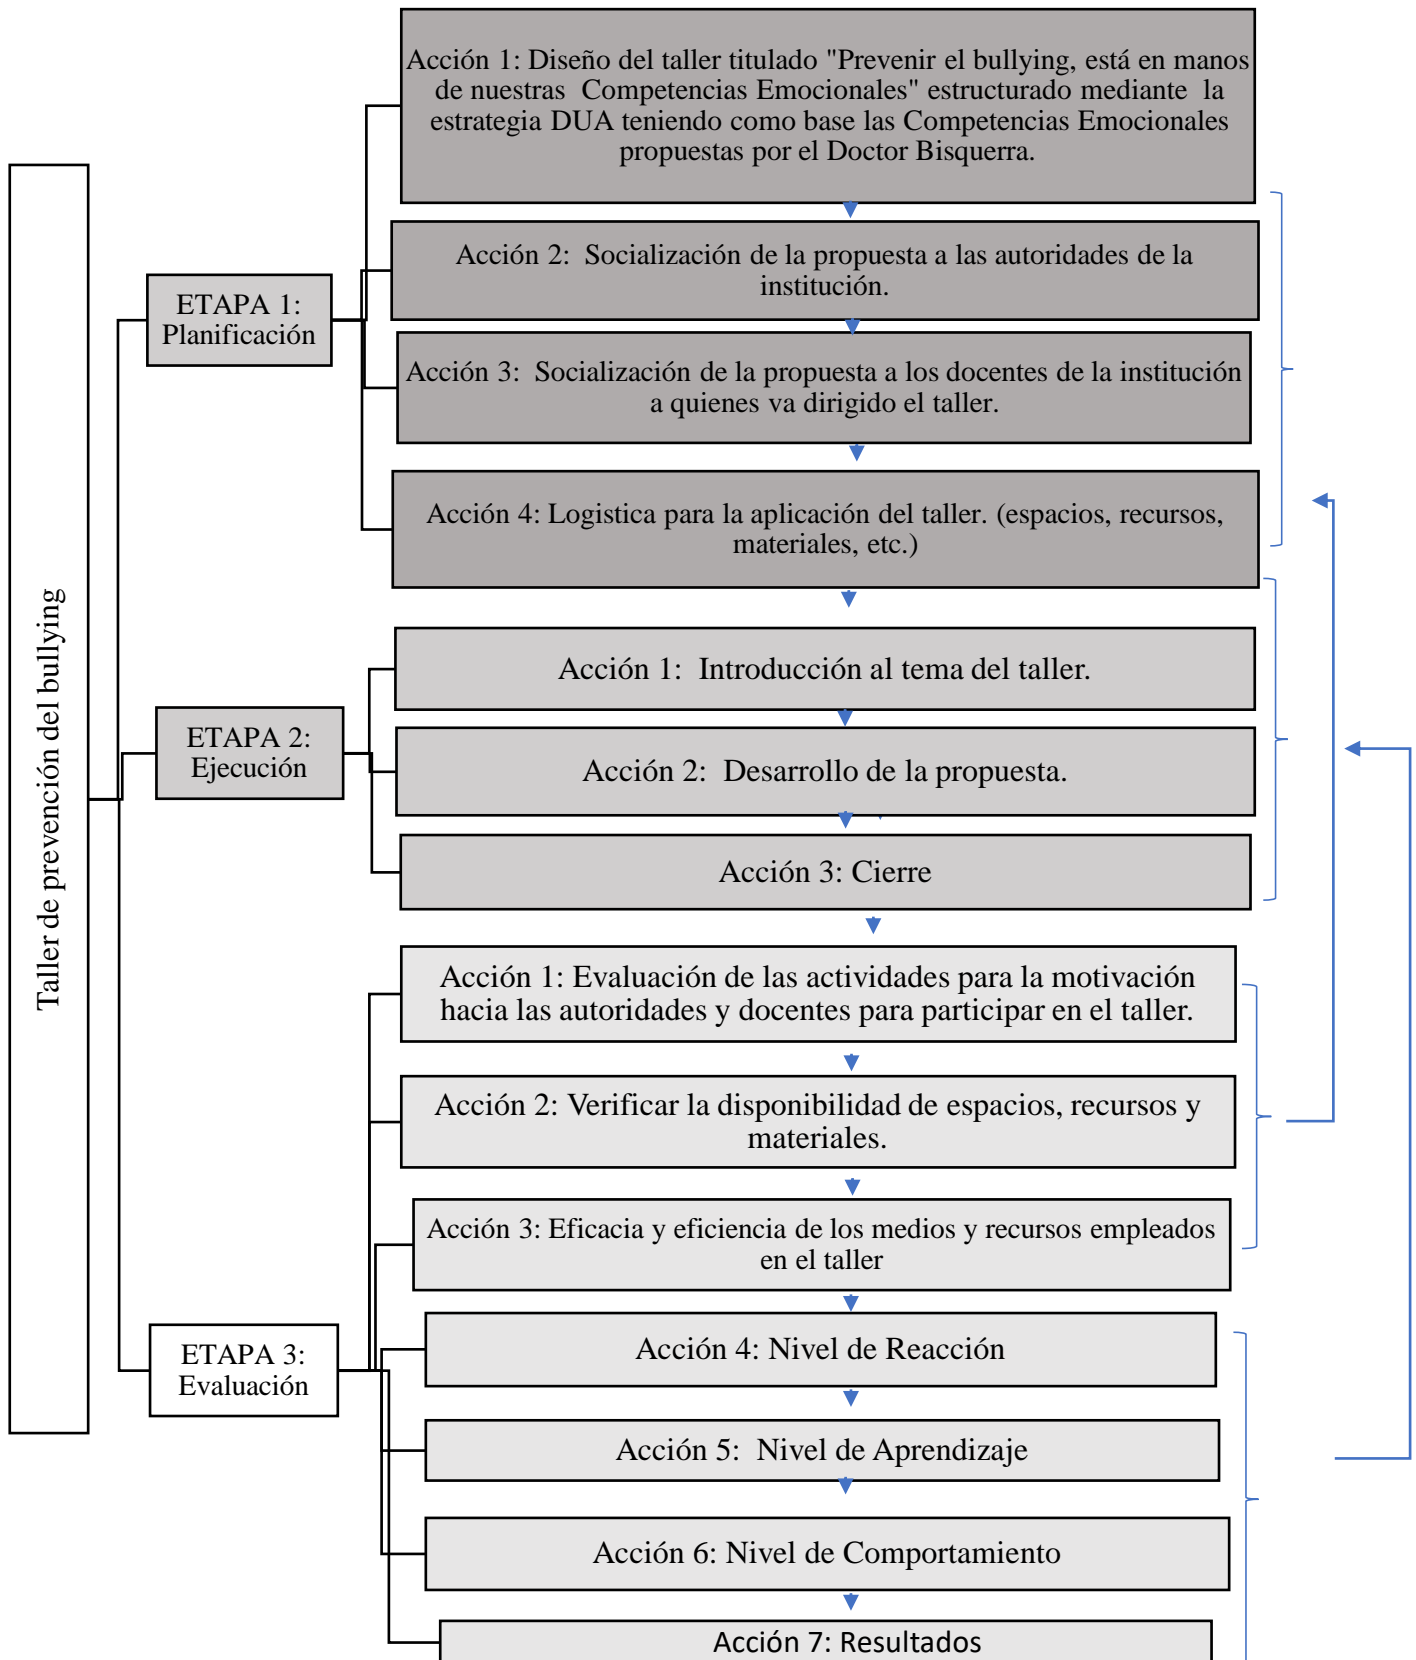 Taller de prevención del bullying
ETAPA 1:
Planificación
Acción 1: Diseño del taller titulado "Prevenir el bullying, está en manos
de nuestras  Competencias Emocionales" estructurado mediante  la
estrategia DUA teniendo como base las Competencias Emocionales
propuestas por el Doctor Bisquerra.
Acción 2:  Socialización de la propuesta a las autoridades de la
institución.
Acción 3:  Socialización de la propuesta a los docentes de la institución
a quienes va dirigido el taller.
Acción 4: Logistica para la aplicación del taller. (espacios, recursos,
materiales, etc.)
ETAPA 2:
Ejecución
Acción 1:  Introducción al tema del taller.
Acción 2:  Desarrollo de la propuesta.
Acción 3: Cierre
ETAPA 3:
Evaluación
Acción 1: Evaluación de las actividades para la motivación
hacia las autoridades y docentes para participar en el taller.
Acción 2: Verificar la disponibilidad de espacios, recursos y
materiales.
Acción 3: Eficacia y eficiencia de los medios y recursos empleados
en el taller
Acción 4: Nivel de Reacción
Acción 5:  Nivel de Aprendizaje
Acción 6: Nivel de Comportamiento
Acción 7: Resultados